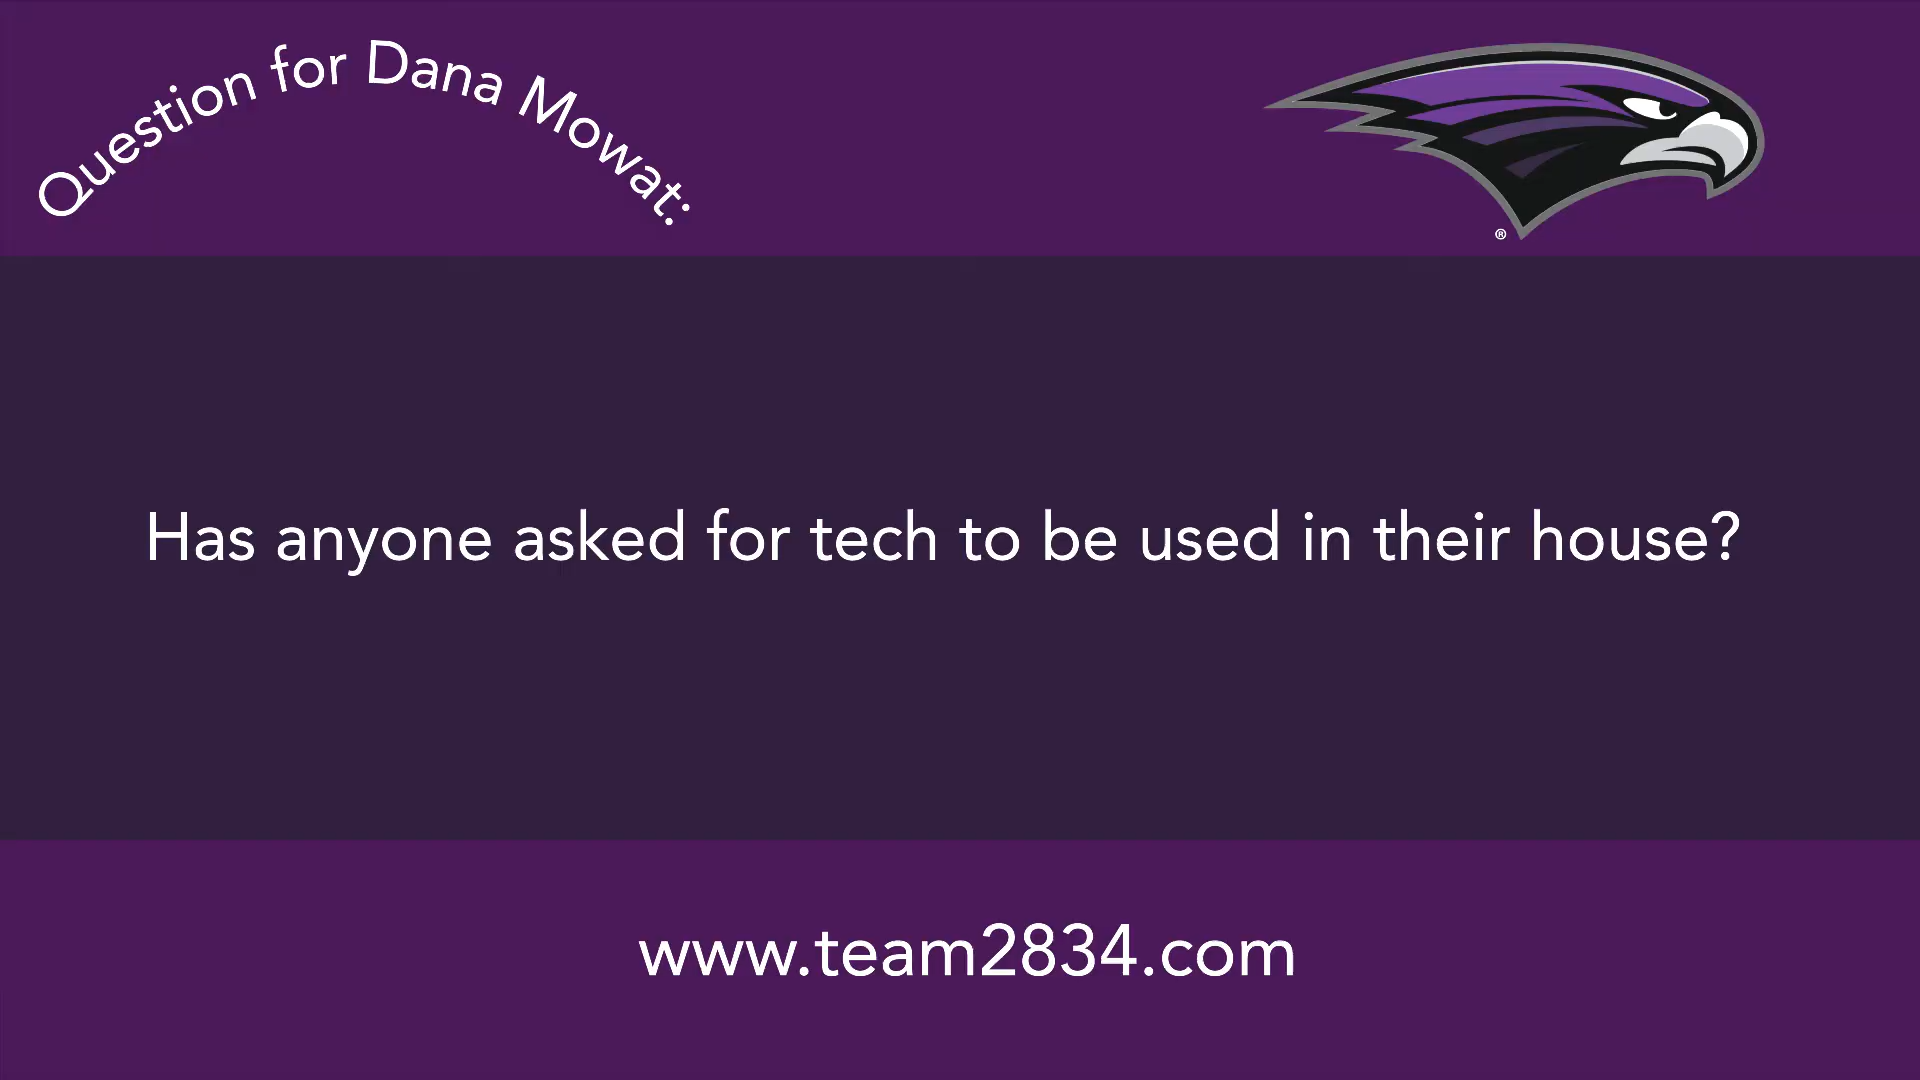 Question for Dana Mowat:
®
Has anyone asked for tech to be used in their house?
www.team2834.com